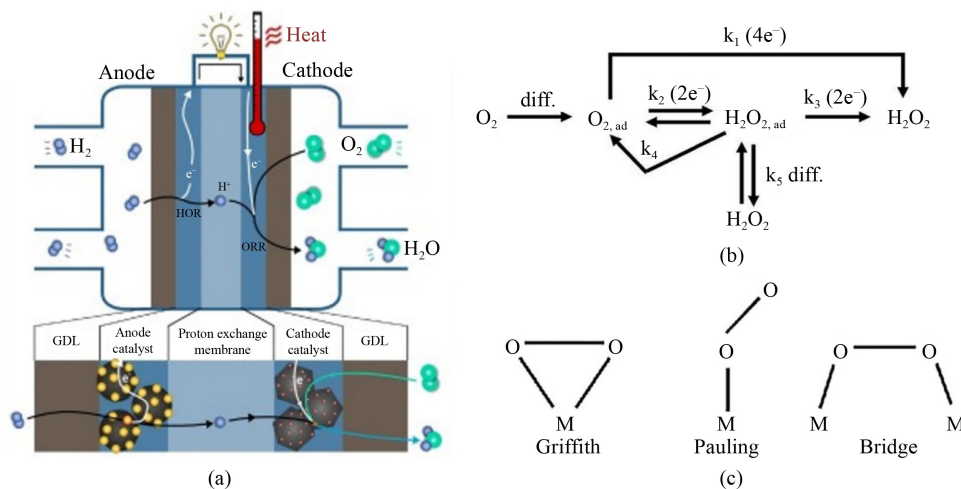 Heat
Anode
Cathode
H₂
O₂
e⁻
e⁻
H⁺
HOR
ORR
H₂O
GDL
Anode
catalyst
Proton exchange
membrane
Cathode
catalyst
GDL
e⁻
e⁻
(a)
k₁ (4e⁻)
O₂
diff.
O₂, ad
k₂ (2e⁻)
H₂O₂, ad
k₃ (2e⁻)
H₂O₂
k₄
k₅ diff.
H₂O₂
(b)
O
O
O
O
O
O
M
M
M
M
Griffith
Pauling
Bridge
(c)